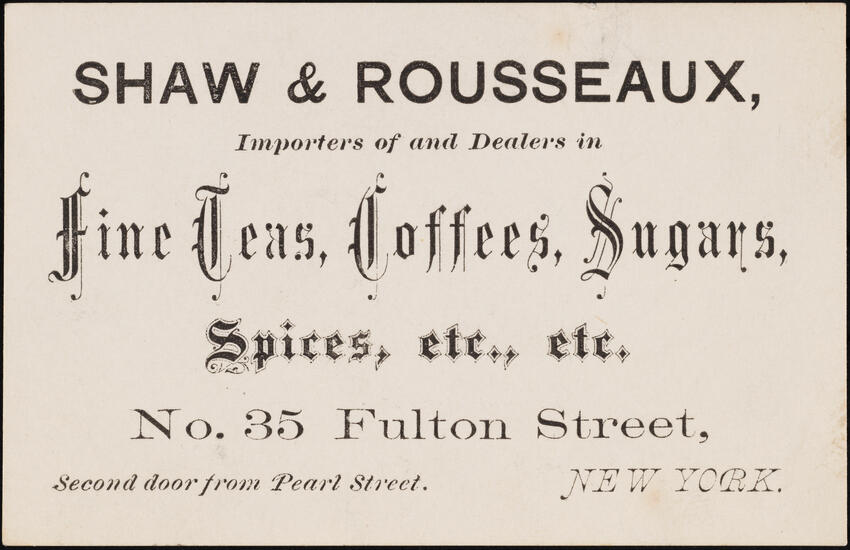 SHAW & ROUSSEAUX,
Importers of and Dealers in
Fine Teas, Coffees, Sugars,
Spices, etc., etc.
No. 35 Fulton Street,
Second door from Pearl Street. NEW YORK.